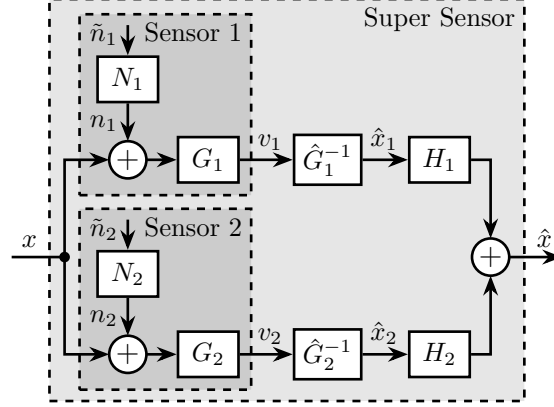 Super Sensor
ñ₁ Sensor 1
N₁
n₁
G₁
v₁
Ĝ₁⁻¹
x̂₁
H₁
+
x
ñ₂ Sensor 2
N₂
n₂
+
x̂
+
G₂
v₂
Ĝ₂⁻¹
x̂₂
H₂